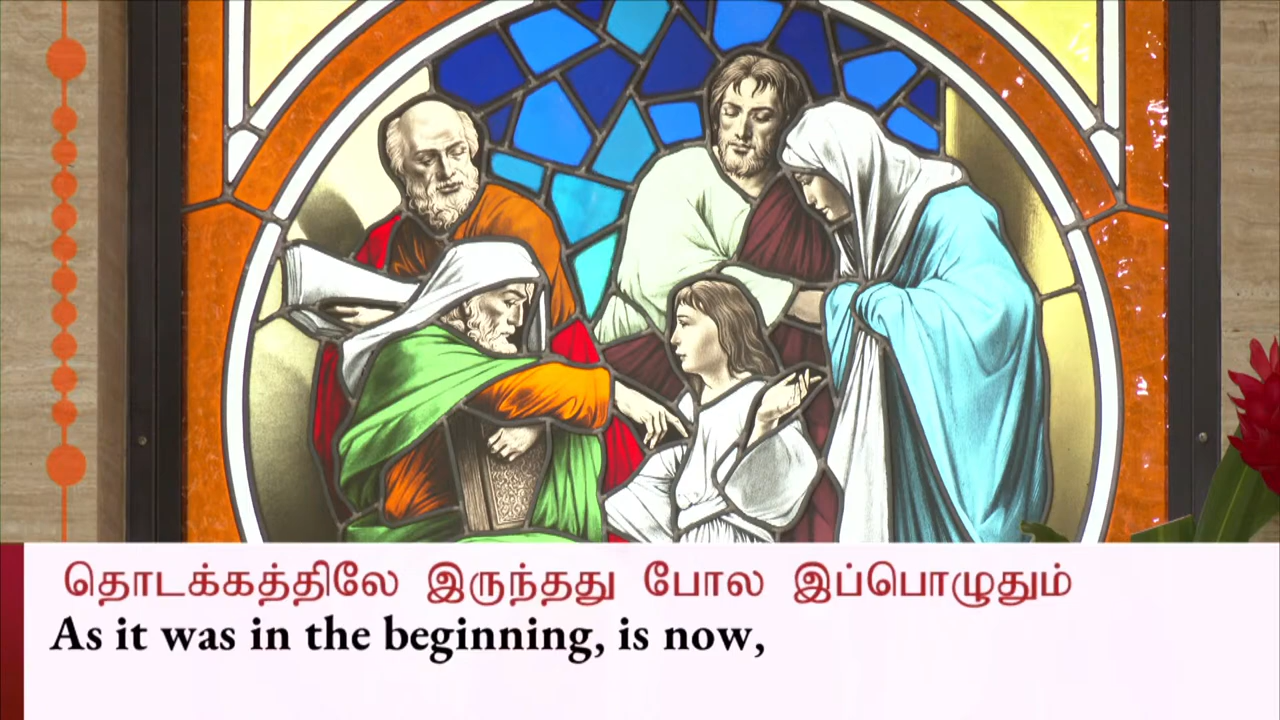 தொடக்கத்திலே இருந்தது போல இப்பொழுதும்
As it was in the beginning, is now,